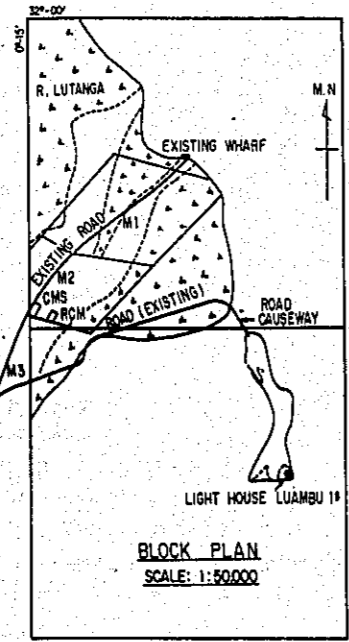 32°-00'
0°-15'
R. LUTANGA
M.N
EXISTING WHARF
EXISTING ROAD
M1
M2
CMS
RCM
ROAD (EXISTING)
ROAD
CAUSEWAY
M3
LIGHT HOUSE LUAMBU Iˢ
BLOCK PLAN
SCALE: 1:50,000